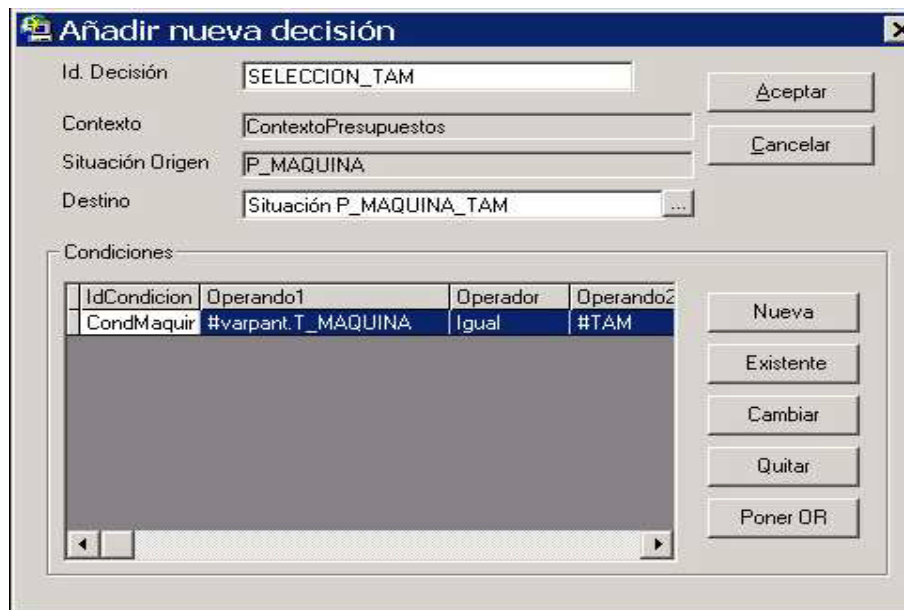 Añadir nueva decisión
Id. Decisión SELECCION_TAM
Aceptar
Contexto ContextoPresupuestos
Cancelar
Situación Origen P_MAQUINA
Destino Situación P_MAQUINA_TAM ...
Condiciones
IdCondicion Operando1 Operador Operando2
CondMaquir #varpant.T_MAQUINA Igual #TAM
Nueva
Existente
Cambiar
Quitar
Poner OR